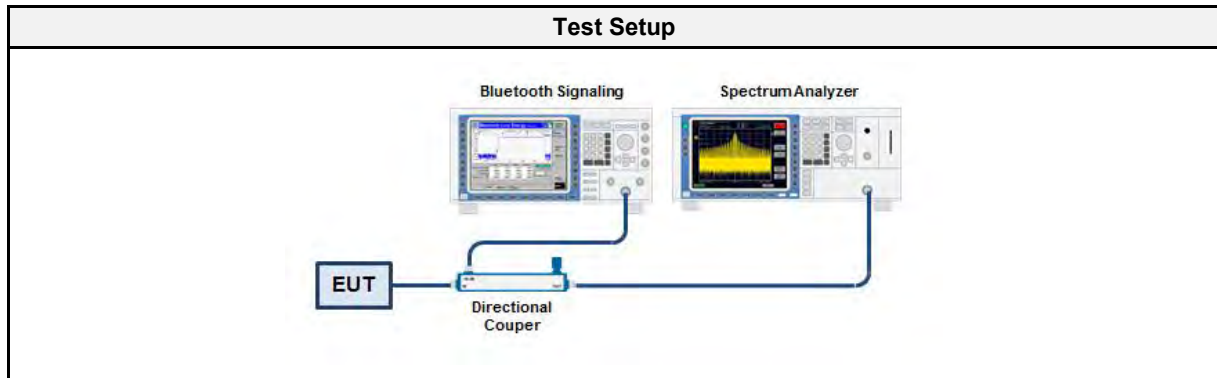 Test Setup
Bluetooth Signaling
Spectrum Analyzer
EUT
Directional
Couper